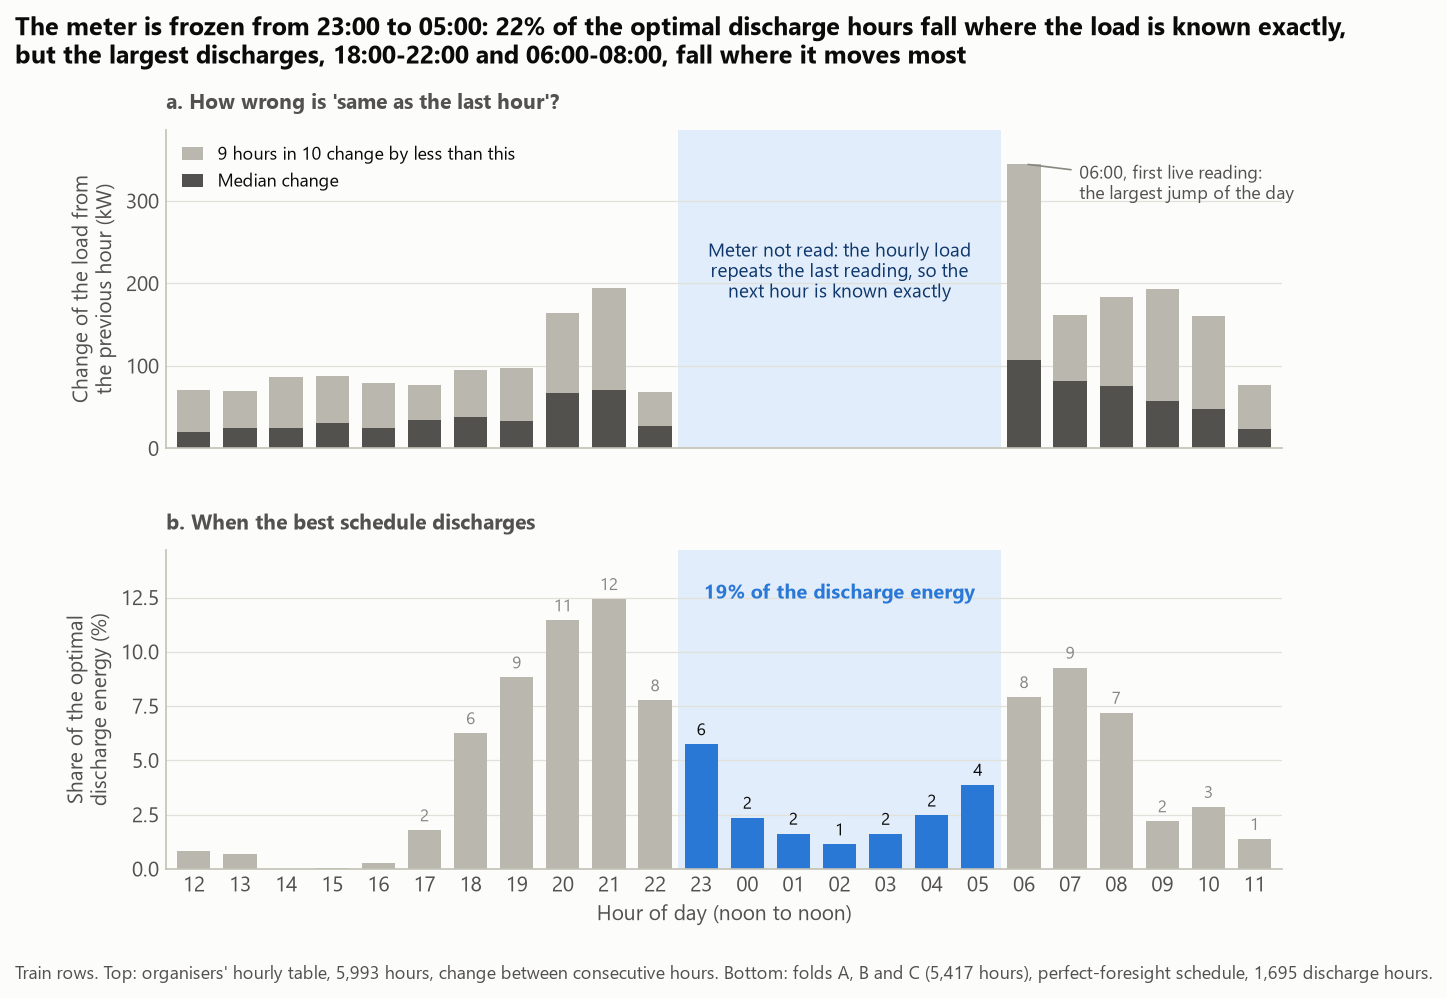 The meter is frozen from 23:00 to 05:00: 22% of the optimal discharge hours fall where the load is known exactly,
but the largest discharges, 18:00-22:00 and 06:00-08:00, fall where it moves most
a. How wrong is 'same as the last hour'?
9 hours in 10 change by less than this
Median change
Change of the load from
the previous hour (kW)
300
200
100
0
Meter not read: the hourly load
repeats the last reading, so the
next hour is known exactly
06:00, first live reading:
the largest jump of the day
b. When the best schedule discharges
Share of the optimal
discharge energy (%)
12.5
10.0
7.5
5.0
2.5
0.0
19% of the discharge energy
2
6
9
11
12
8
6
2
2
1
2
2
4
8
9
7
2
3
1
12 13 14 15 16 17 18 19 20 21 22 23 00 01 02 03 04 05 06 07 08 09 10 11
Hour of day (noon to noon)
Train rows. Top: organisers' hourly table, 5,993 hours, change between consecutive hours. Bottom: folds A, B and C (5,417 hours), perfect-foresight schedule, 1,695 discharge hours.